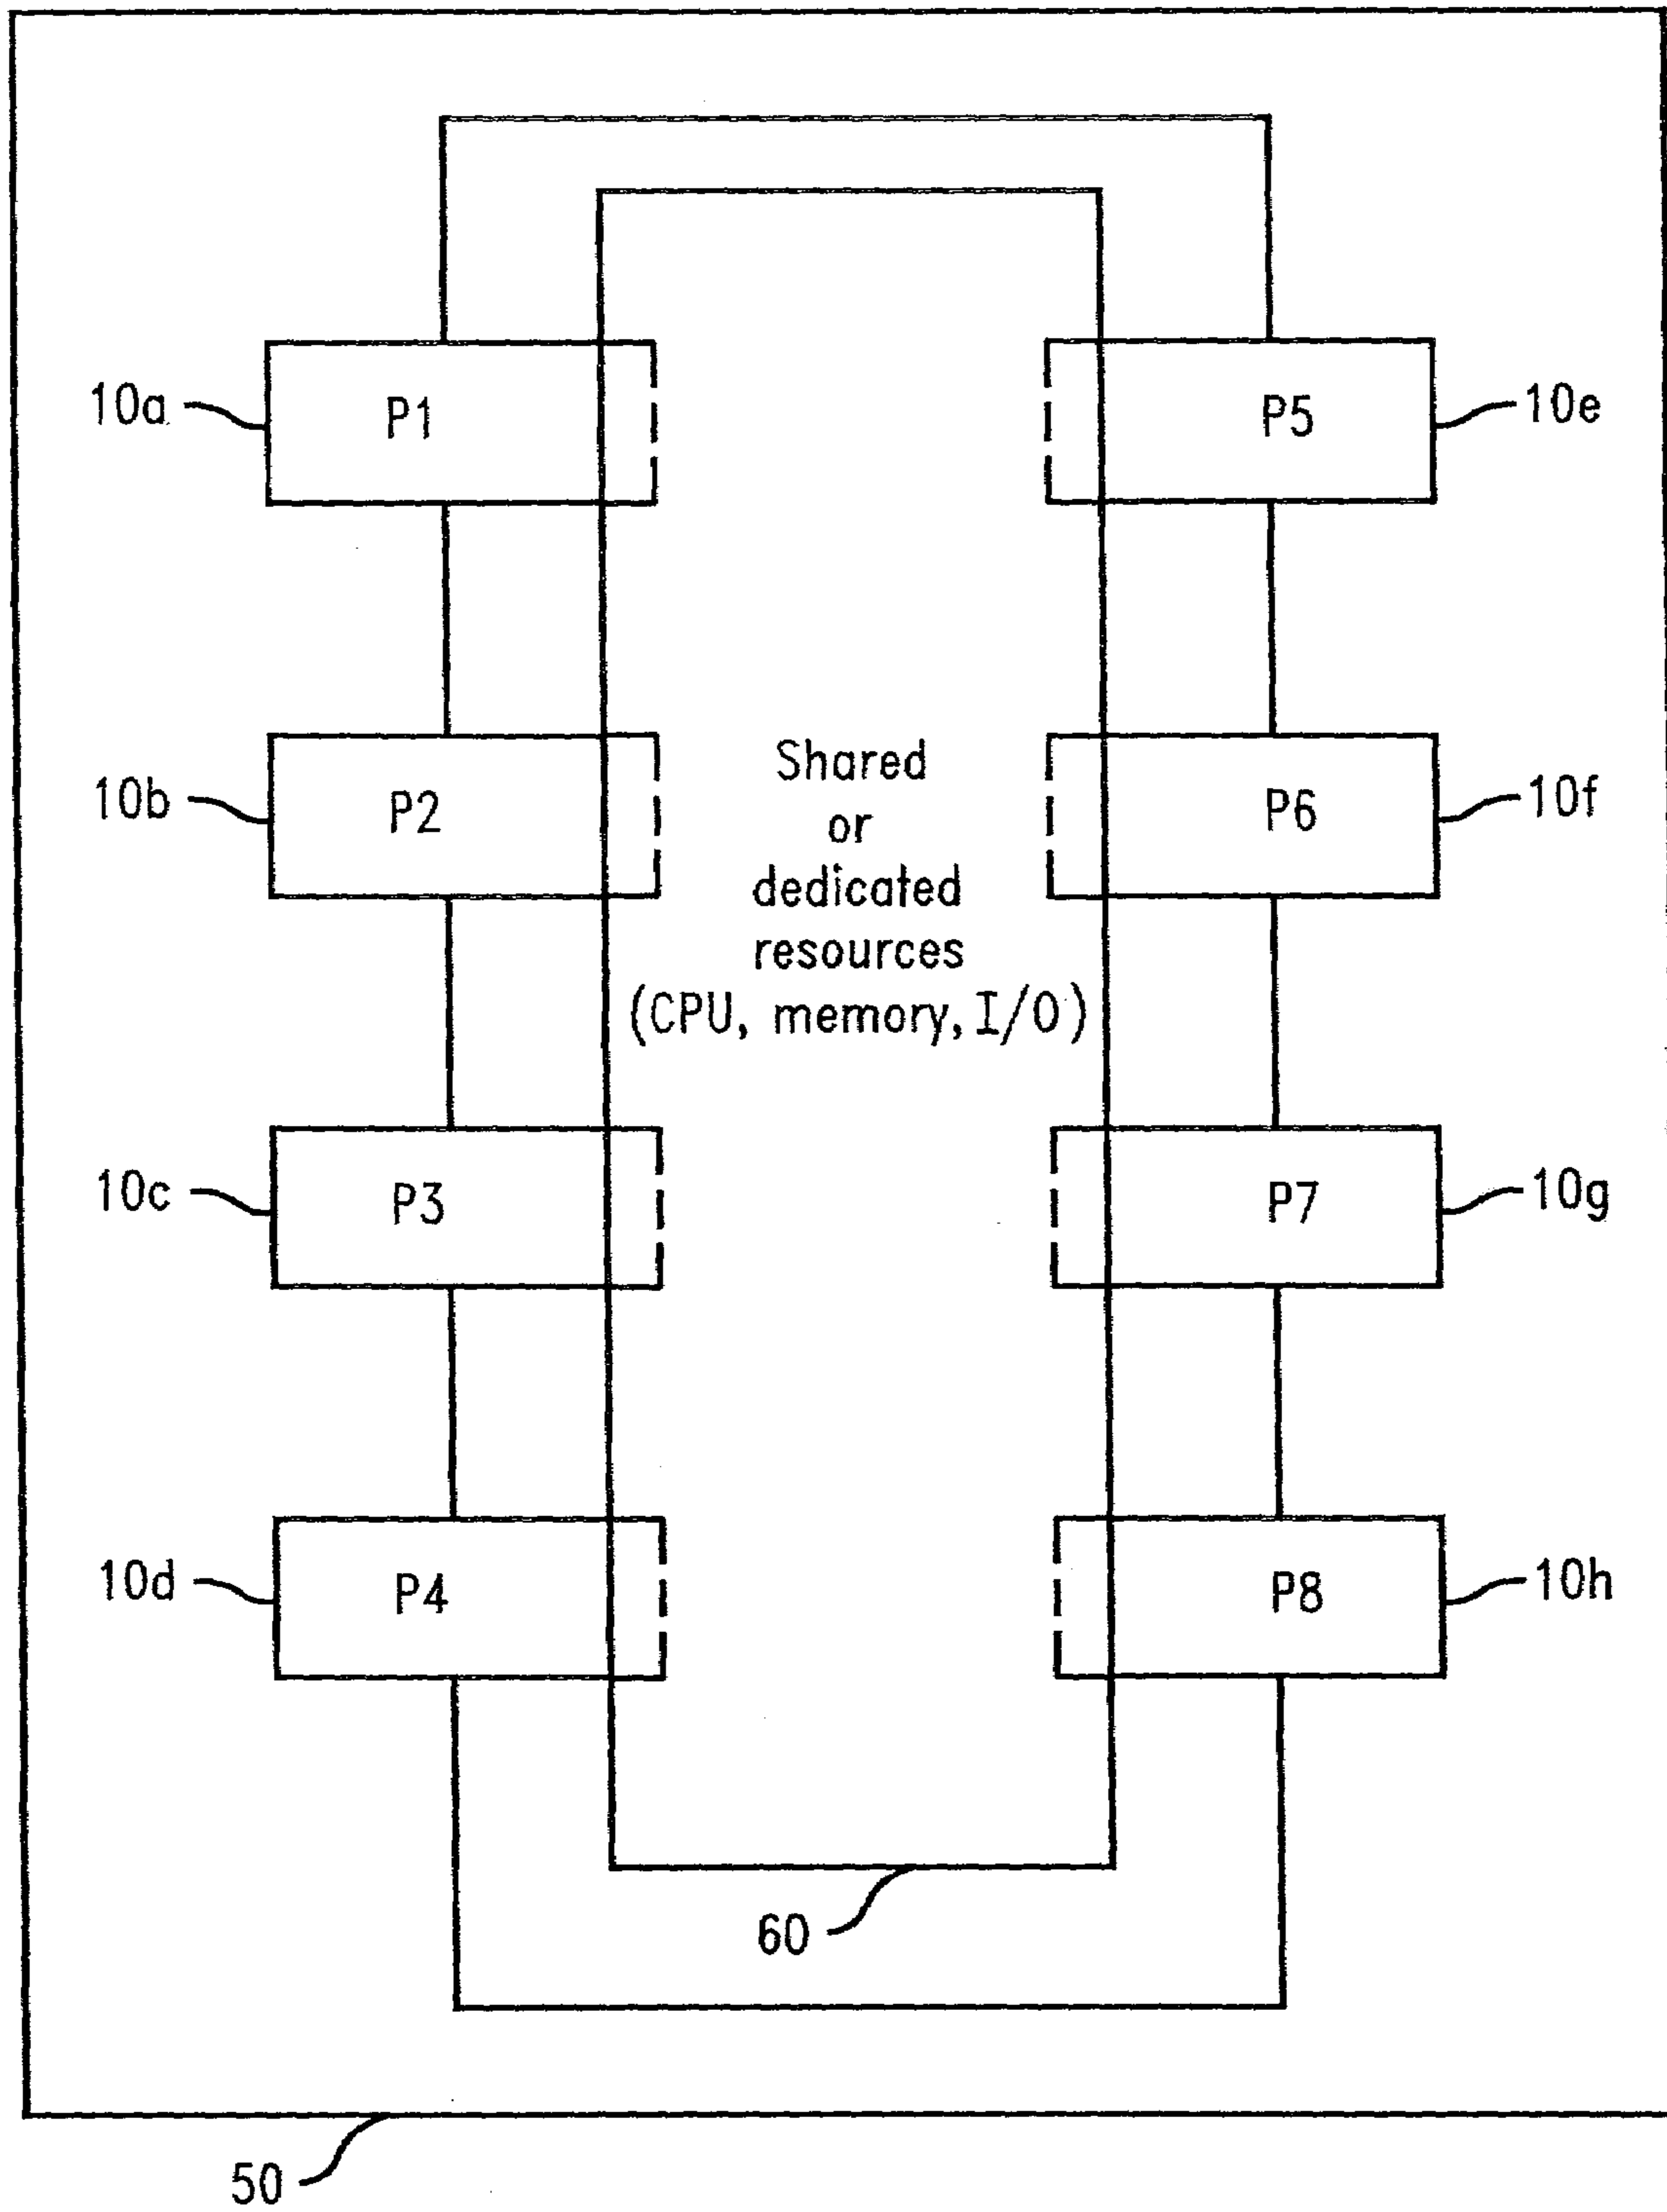 10a
P1
P5
10e
10b
P2
Shared
or
dedicated
resources
(CPU, memory, I/O)
P6
10f
10c
P3
P7
10g
10d
P4
P8
10h
60
50